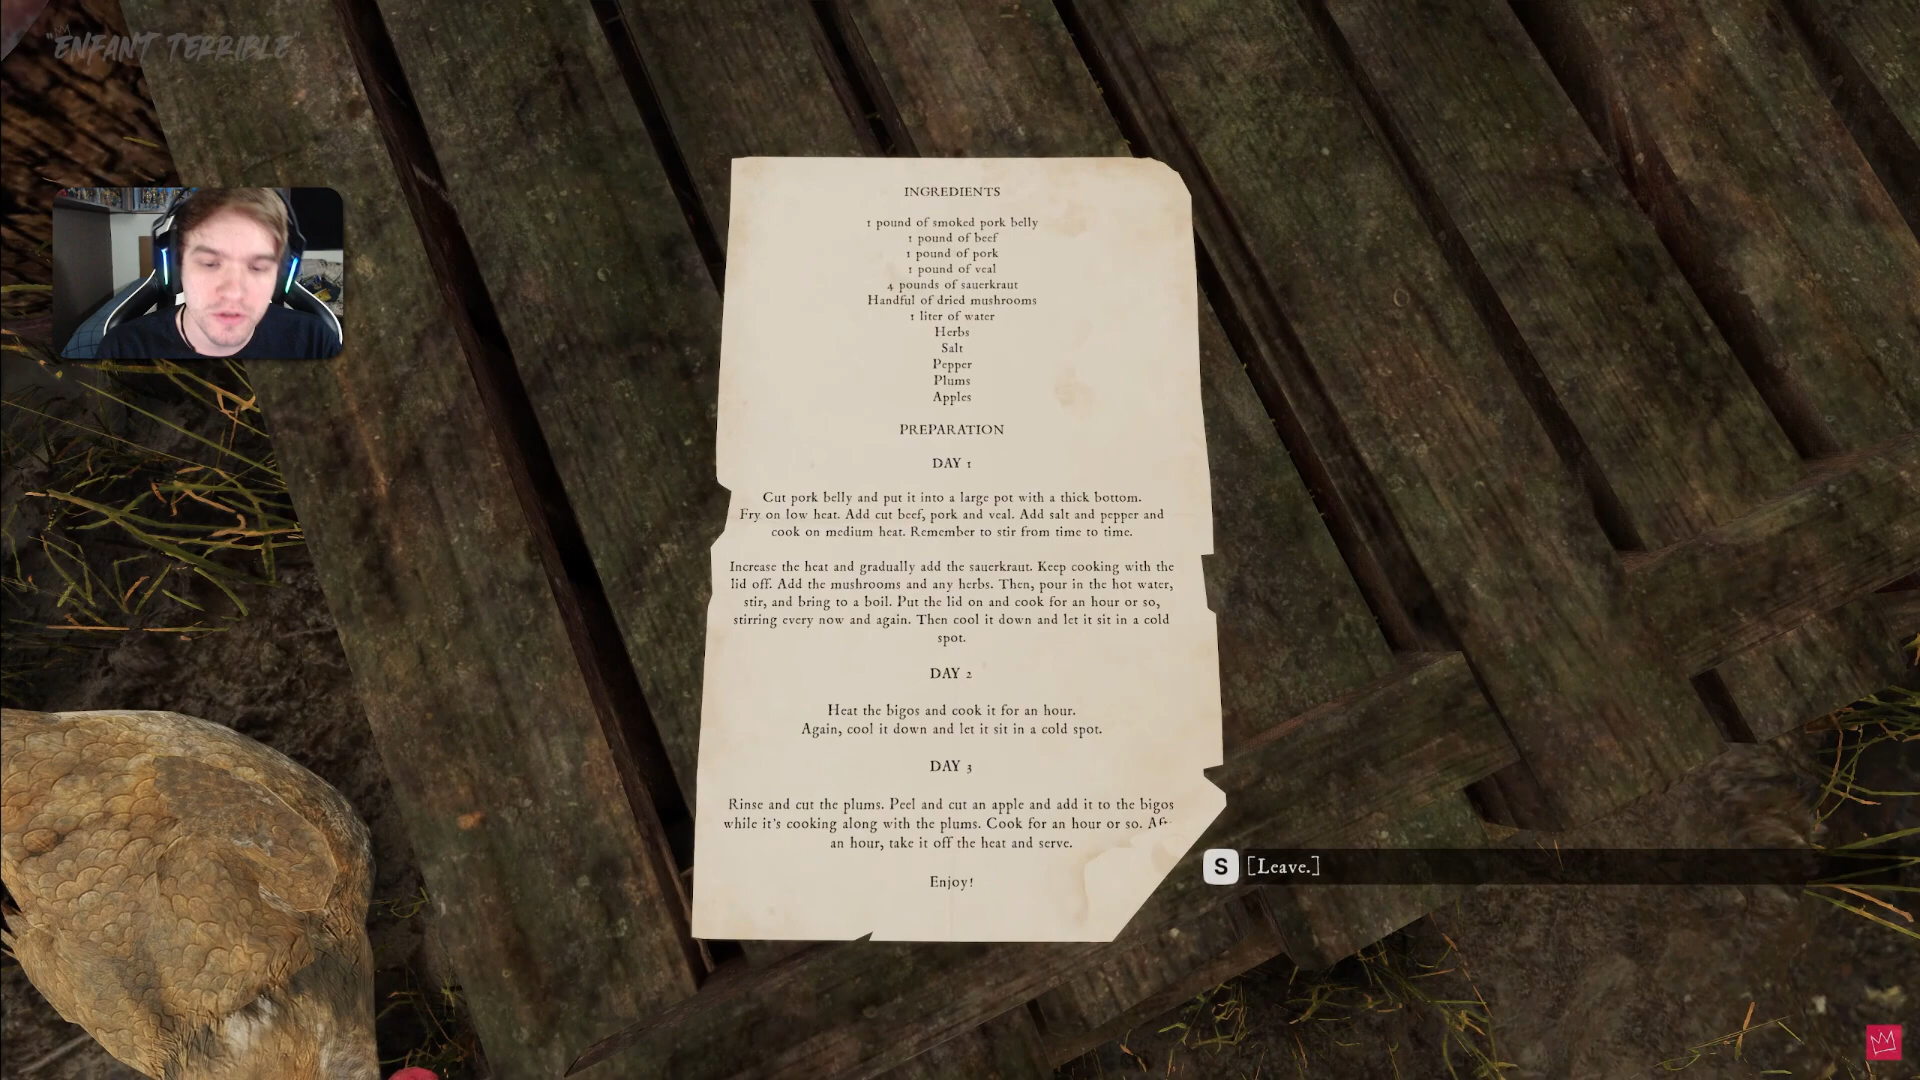 "ENFANT TERRIBLE"
INGREDIENTS
1 pound of smoked pork belly
1 pound of beef
1 pound of pork
1 pound of veal
4 pounds of sauerkraut
Handful of dried mushrooms
1 liter of water
Herbs
Salt
Pepper
Plums
Apples
PREPARATION
DAY 1
Cut pork belly and put it into a large pot with a thick bottom.
Fry on low heat. Add cut beef, pork and veal. Add salt and pepper and
cook on medium heat. Remember to stir from time to time.
Increase the heat and gradually add the sauerkraut. Keep cooking with the
lid off. Add the mushrooms and any herbs. Then, pour in the hot water,
stir, and bring to a boil. Put the lid on and cook for an hour or so,
stirring every now and again. Then cool it down and let it sit in a cold
spot.
DAY 2
Heat the bigos and cook it for an hour.
Again, cool it down and let it sit in a cold spot.
DAY 3
Rinse and cut the plums. Peel and cut an apple and add it to the bigos
while it's cooking along with the plums. Cook for an hour or so.
an hour, take it off the heat and serve.
Enjoy!
S [Leave.]